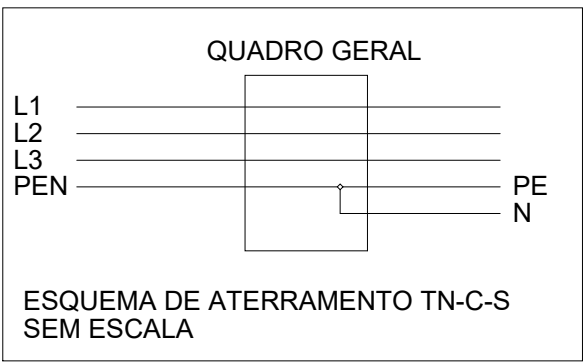 QUADRO GERAL
L1
L2
L3
PEN
PE
N
ESQUEMA DE ATERRAMENTO TN-C-S
SEM ESCALA